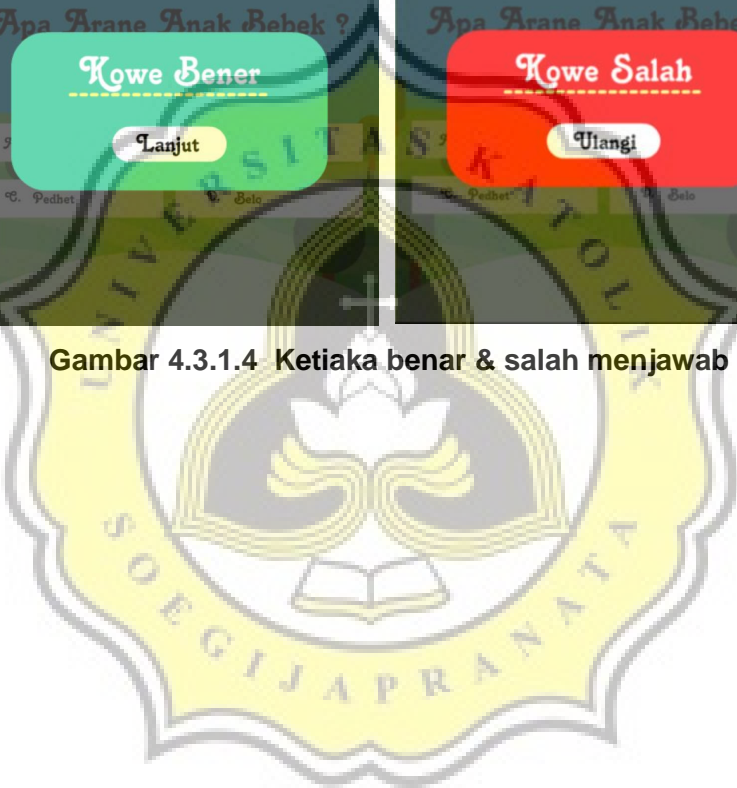 Apa Arane Anak Bebek ?
Kowe Bener
Lanjut
C. Pedhet
Belo
Apa Arane Anak Beb
Kowe Salah
Ulangi
C. Pedhet
Belo
Gambar 4.3.1.4 Ketiaka benar & salah menjawab
UNIVERSITAS KATOLIK
SOEGIJAPRANATA